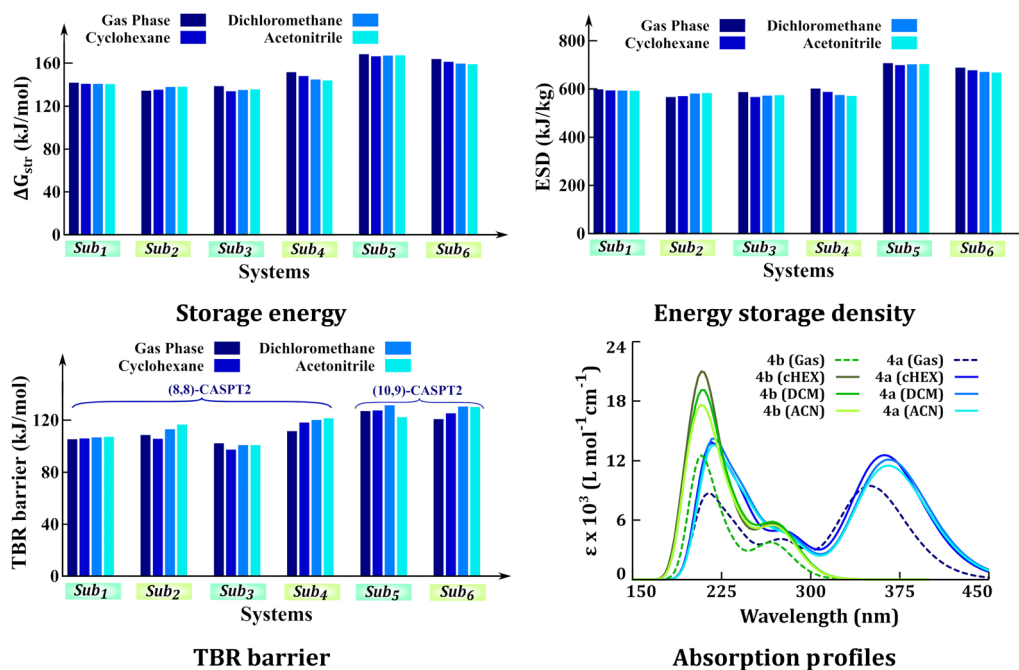 Gas Phase Dichloromethane
Cyclohexane Acetonitrile
ΔG_str (kJ/mol)
160
120
80
40
0
Sub1 Sub2 Sub3 Sub4 Sub5 Sub6
Systems
Storage energy
Gas Phase Dichloromethane
Cyclohexane Acetonitrile
ESD (kJ/kg)
800
600
400
200
0
Sub1 Sub2 Sub3 Sub4 Sub5 Sub6
Systems
Energy storage density
Gas Phase Dichloromethane
Cyclohexane Acetonitrile
(8,8)-CASPT2 (10,9)-CASPT2
TBR barrier (kJ/mol)
120
80
40
0
Sub1 Sub2 Sub3 Sub4 Sub5 Sub6
Systems
TBR barrier
4b (Gas) 4a (Gas)
4b (cHEX) 4a (cHEX)
4b (DCM) 4a (DCM)
4b (ACN) 4a (ACN)
ε x 10³ (L mol⁻¹cm⁻¹)
24
18
12
6
0
150 225 300 375 450
Wavelength (nm)
Absorption profiles